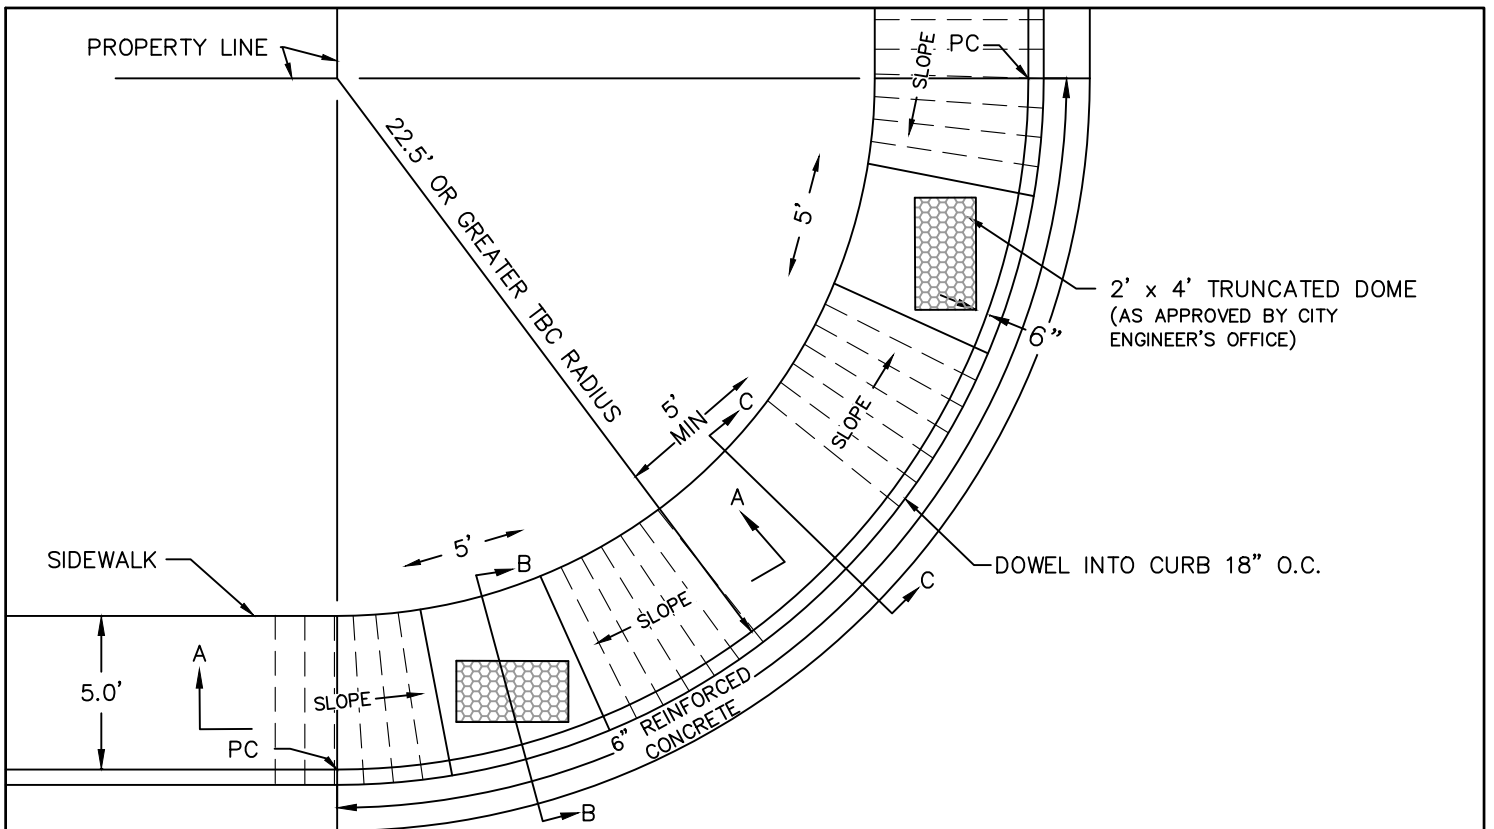 PROPERTY LINE
PC
SLOPE
22.5' OR GREATER TBC RADIUS
5'
2' x 4' TRUNCATED DOME
(AS APPROVED BY CITY
ENGINEER'S OFFICE)
6"
5'
MIN
C
SLOPE
A
5'
B
SIDEWALK
DOWEL INTO CURB 18" O.C.
C
SLOPE
A
5.0'
SLOPE
PC
6" REINFORCED
CONCRETE
B